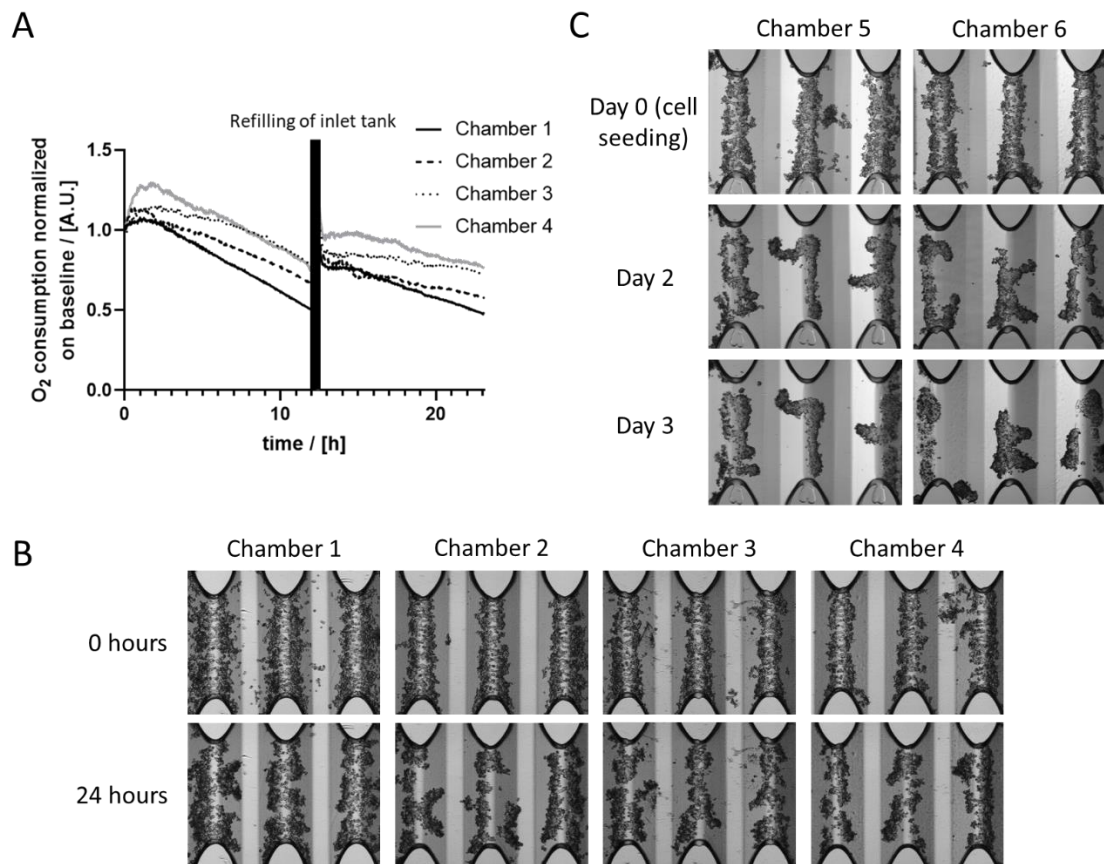 A
Refilling of inlet tank
Chamber 1
Chamber 2
Chamber 3
Chamber 4
O₂ consumption normalized
on baseline / [A.U.]
1.5
1.0
0.5
0.0
0
10
20
time / [h]
C
Chamber 5
Chamber 6
Day 0 (cell
seeding)
Day 2
Day 3
B
Chamber 1
Chamber 2
Chamber 3
Chamber 4
0 hours
24 hours